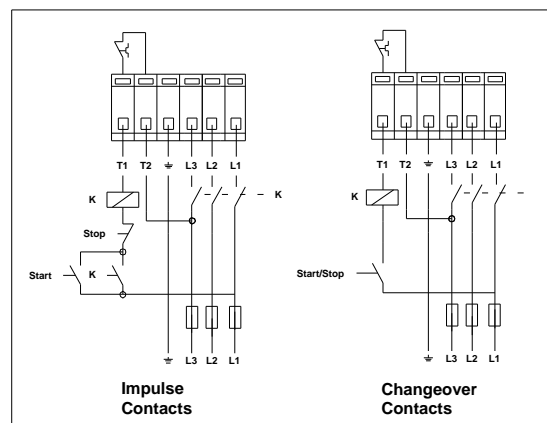 T1 T2 L3 L2 L1
K
K
Stop
Start
K
L3 L2 L1
Impulse
Contacts
T1 T2 L3 L2 L1
K
Start/Stop
L3 L2 L1
Changeover
Contacts